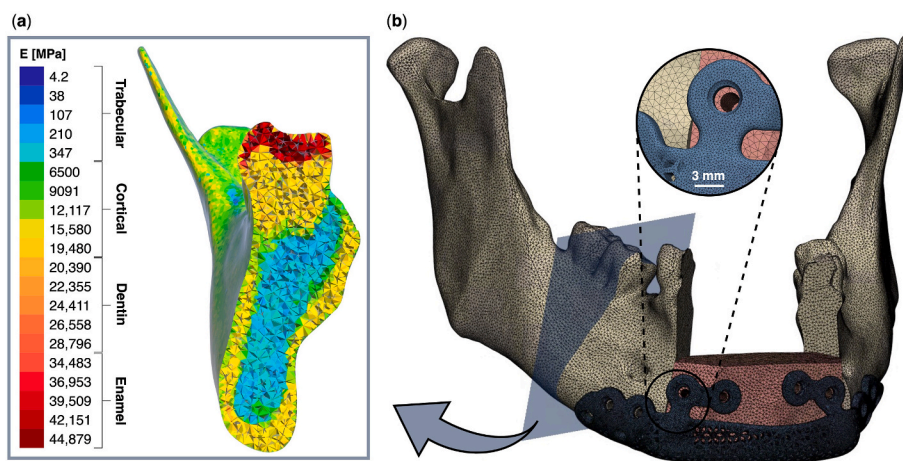 (a)
(b)
E [MPa]
4.2
38
107
210
347
6500
9091
12,117
15,580
19,480
20,390
22,355
24,411
26,558
28,796
34,483
36,953
39,509
42,151
44,879
Trabecular
Cortical
Dentin
Enamel
3 mm